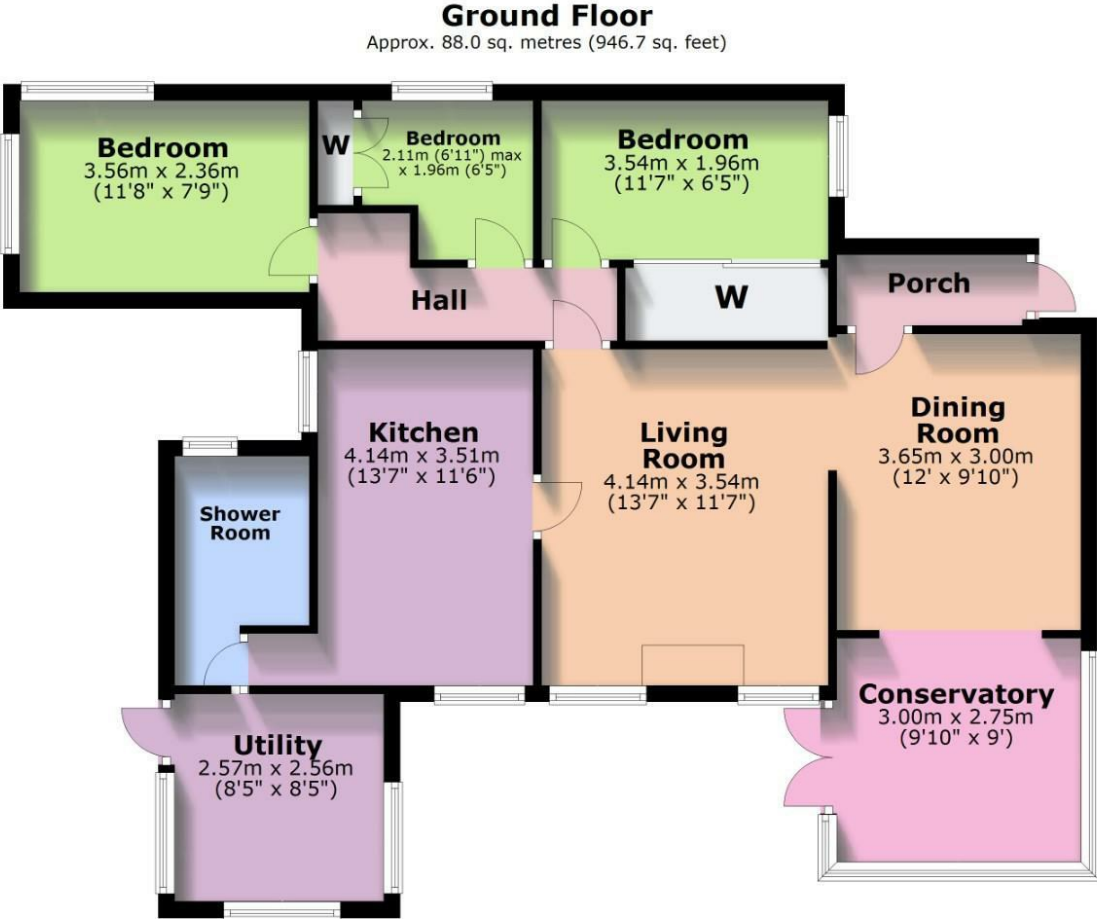 Ground Floor
Approx. 88.0 sq. metres (946.7 sq. feet)
Bedroom
3.56m x 2.36m
(11'8" x 7'9")
W
Bedroom
2.11m (6'11") max
x 1.96m (6'5")
Bedroom
3.54m x 1.96m
(11'7" x 6'5")
Hall
W
Porch
Kitchen
4.14m x 3.51m
(13'7" x 11'6")
Living
Room
4.14m x 3.54m
(13'7" x 11'7")
Dining
Room
3.65m x 3.00m
(12' x 9'10")
Shower
Room
Utility
2.57m x 2.56m
(8'5" x 8'5")
Conservatory
3.00m x 2.75m
(9'10" x 9')